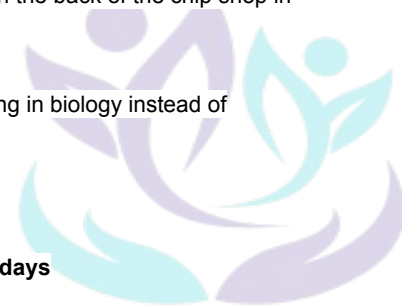 n the back of the chip shop in
ng in biology instead of
days